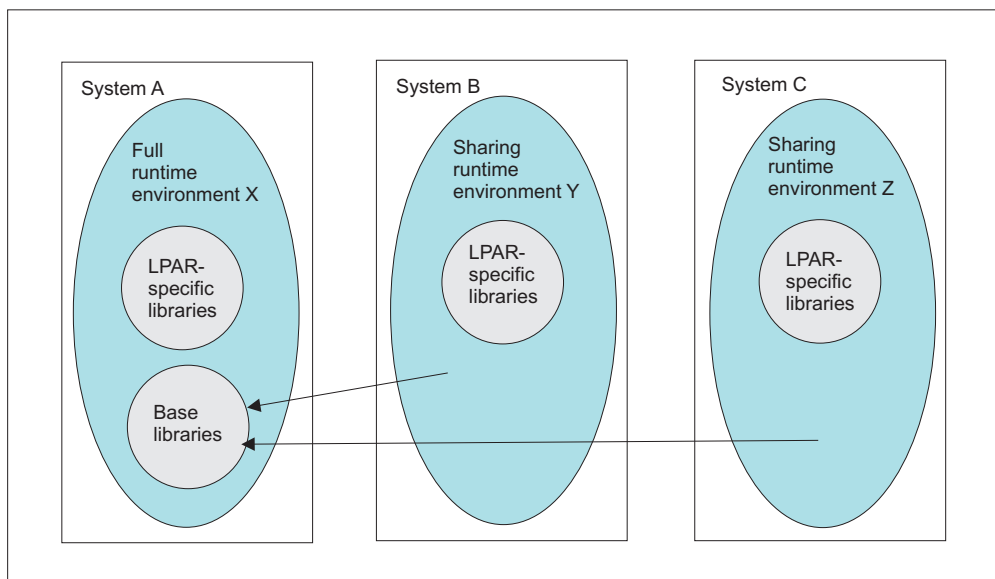 System A
Full
runtime
environment X
LPAR-
specific
libraries
Base
libraries
System B
Sharing
runtime
environment Y
LPAR-
specific
libraries
System C
Sharing
runtime
environment Z
LPAR-
specific
libraries